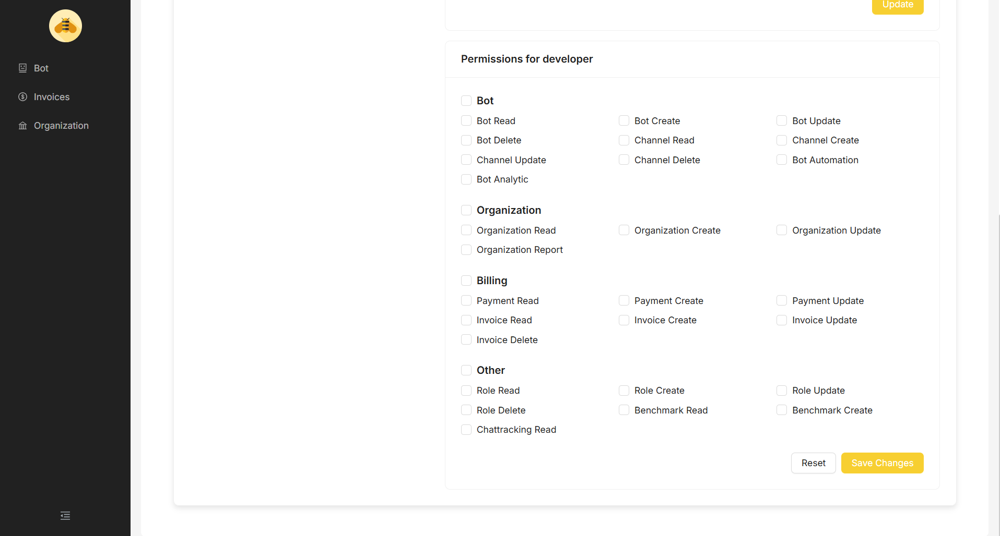 Update
Bot
Invoices
Organization
Permissions for developer
Bot
Bot Read Bot Create Bot Update
Bot Delete Channel Read Channel Create
Channel Update Channel Delete Bot Automation
Bot Analytic
Organization
Organization Read Organization Create Organization Update
Organization Report
Billing
Payment Read Payment Create Payment Update
Invoice Read Invoice Create Invoice Update
Invoice Delete
Other
Role Read Role Create Role Update
Role Delete Benchmark Read Benchmark Create
Chattracking Read
Reset Save Changes